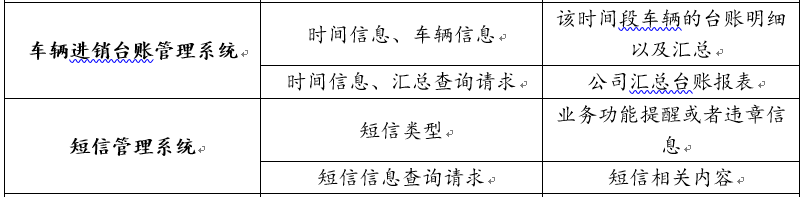 车辆进销台账管理系统
时间信息、车辆信息
该时间段车辆的台账明细
以及汇总
时间信息、汇总查询请求
公司汇总台账报表
短信管理系统
短信类型
业务功能提醒或者违章信
息
短信信息查询请求
短信相关内容